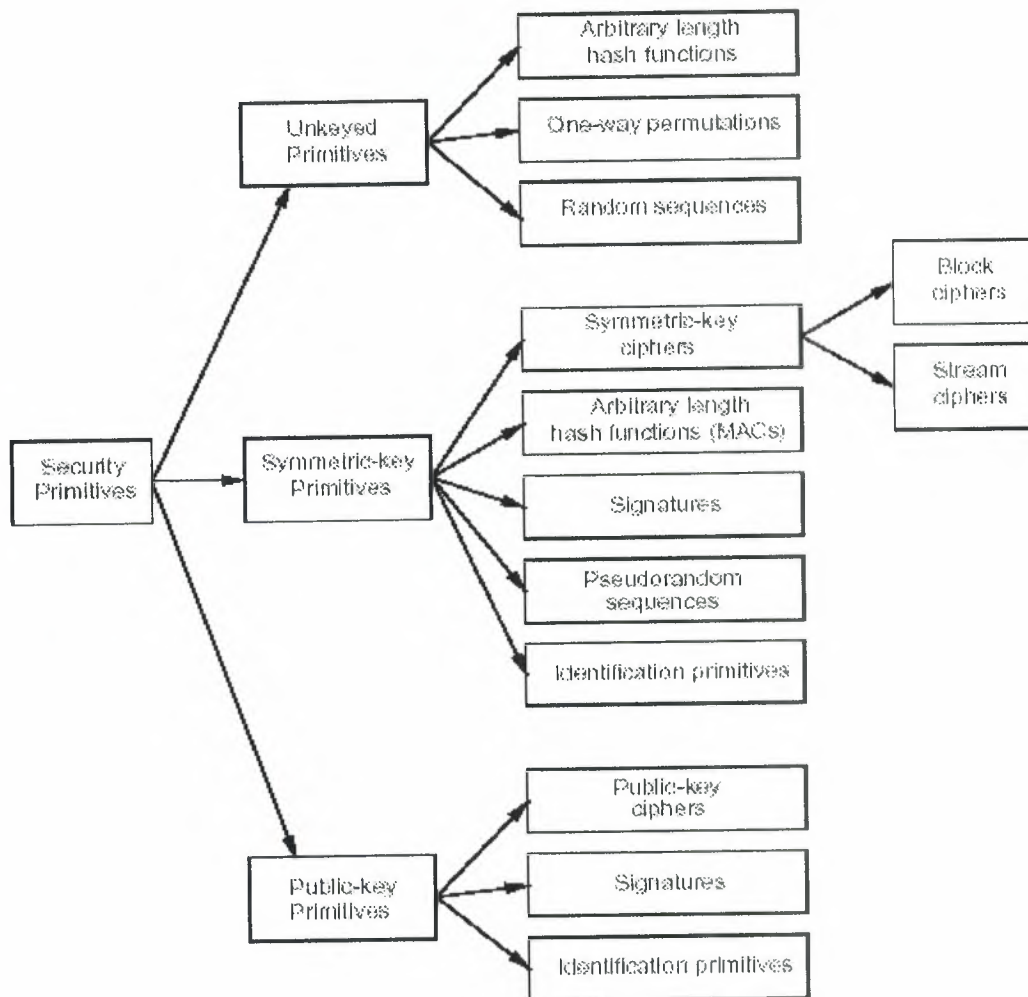 Arbitrary length
hash functions
Unkeyed
Primitives
One-way permutations
Random sequences
Block
ciphers
Symmetric-key
ciphers
Stream
ciphers
Arbitrary length
hash functions (MACs)
Security
Primitives
Symmetric-key
Primitives
Signatures
Pseudorandom
sequences
Identification primitives
Public-key
ciphers
Public-key
Primitives
Signatures
Identification primitives